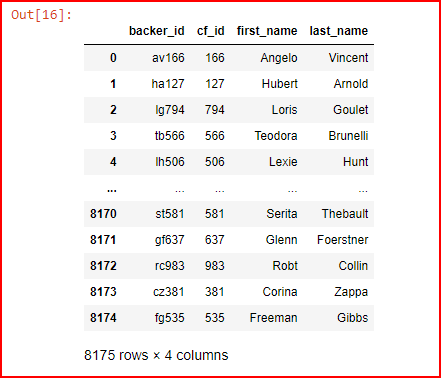 Out[16]:
backer_id cf_id first_name last_name
0 av166 166 Angelo Vincent
1 ha127 127 Hubert Arnold
2 lg794 794 Loris Goulet
3 tb566 566 Teodora Brunelli
4 lh506 506 Lexie Hunt
... ... ... ... ...
8170 st581 581 Serita Thebault
8171 gf637 637 Glenn Foerstner
8172 rc983 983 Robt Collin
8173 cz381 381 Corina Zappa
8174 fg535 535 Freeman Gibbs
8175 rows × 4 columns